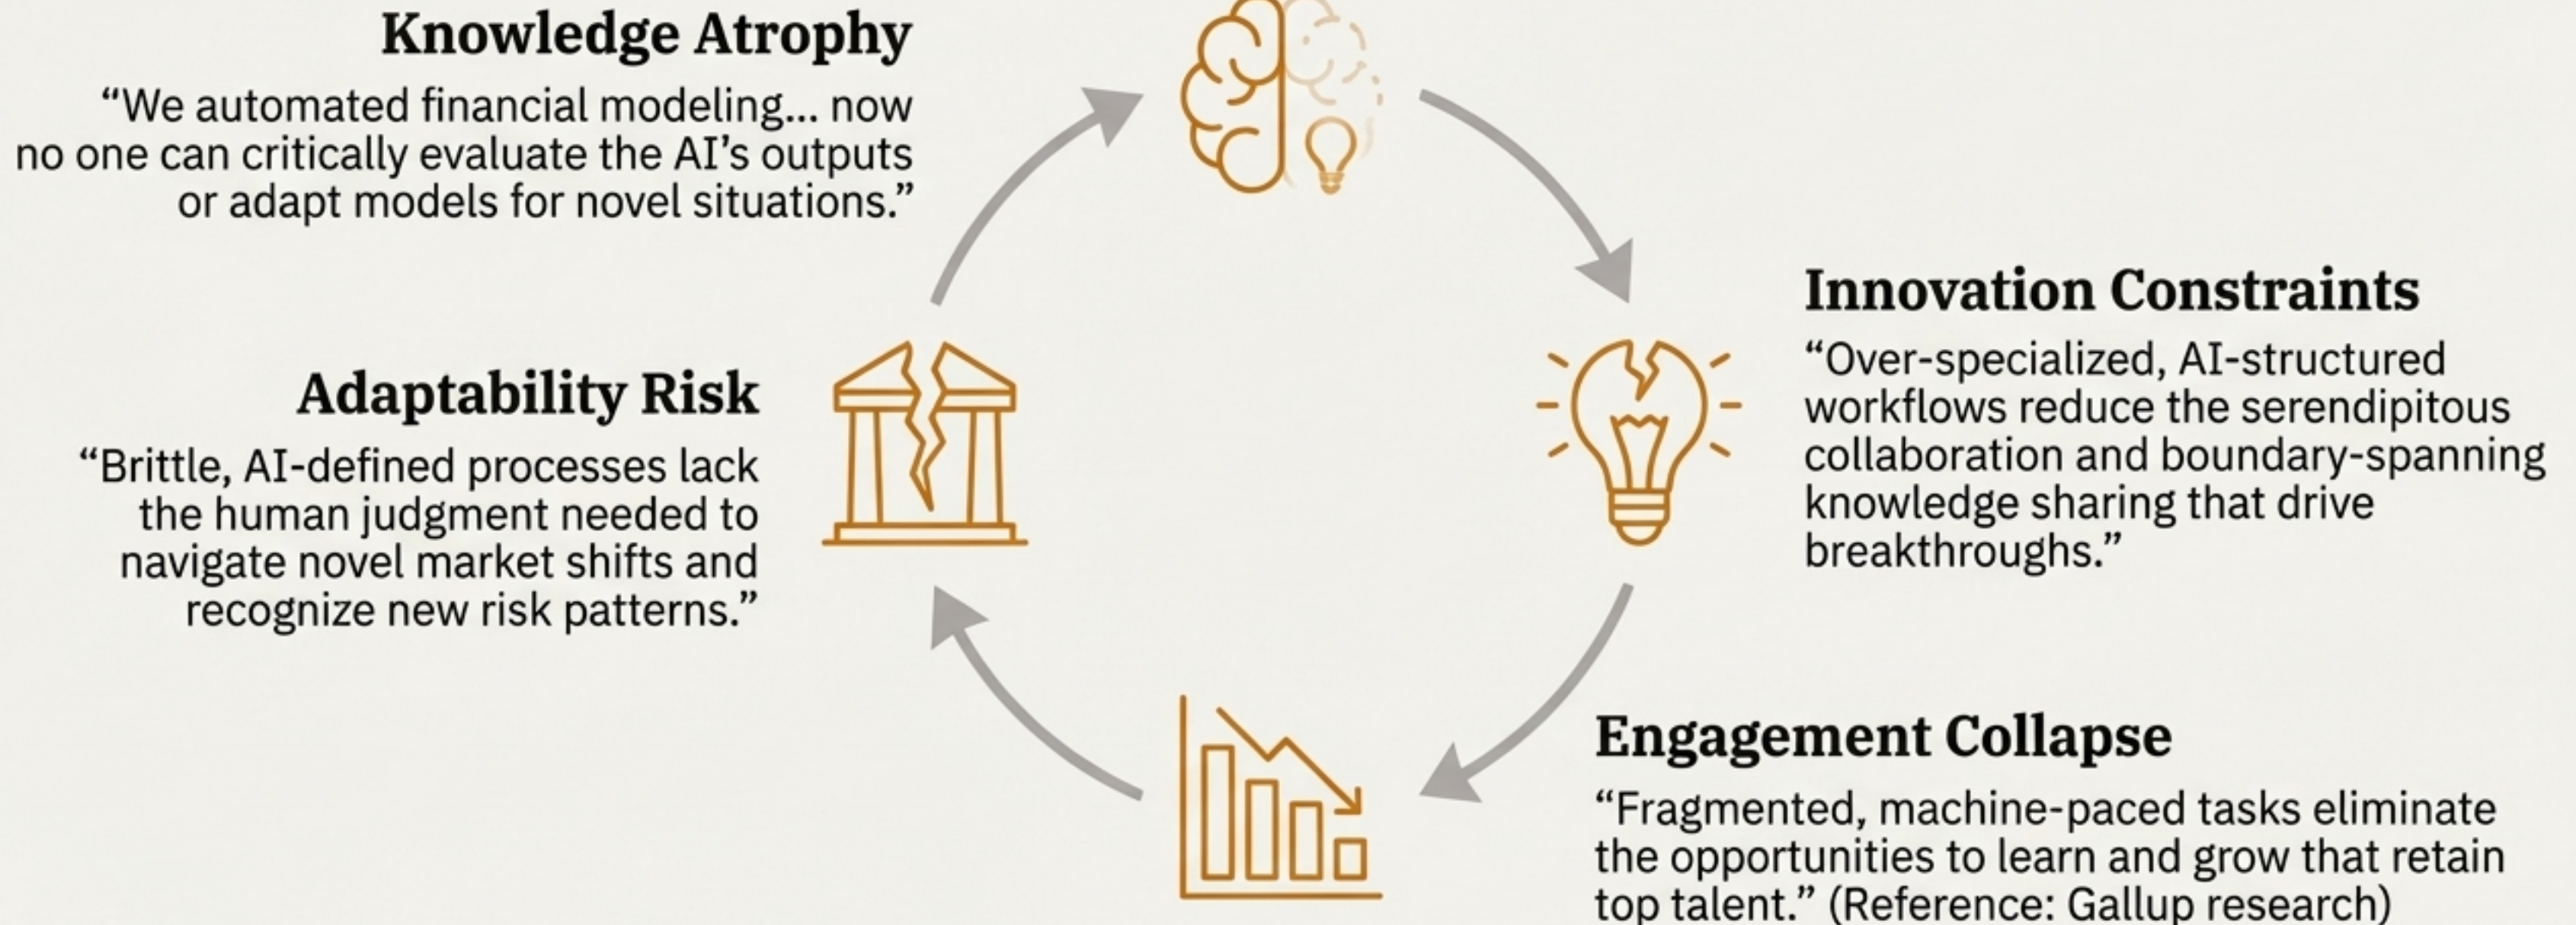 Knowledge Atrophy
“We automated financial modeling... now
no one can critically evaluate the AI’s outputs
or adapt models for novel situations.”
Innovation Constraints
“Over-specialized, AI-structured
workflows reduce the serendipitous
collaboration and boundary-spanning
knowledge sharing that drive
breakthroughs.”
Adaptability Risk
“Brittle, AI-defined processes lack
the human judgment needed to
navigate novel market shifts and
recognize new risk patterns.”
Engagement Collapse
“Fragmented, machine-paced tasks eliminate
the opportunities to learn and grow that retain
top talent.” (Reference: Gallup research)